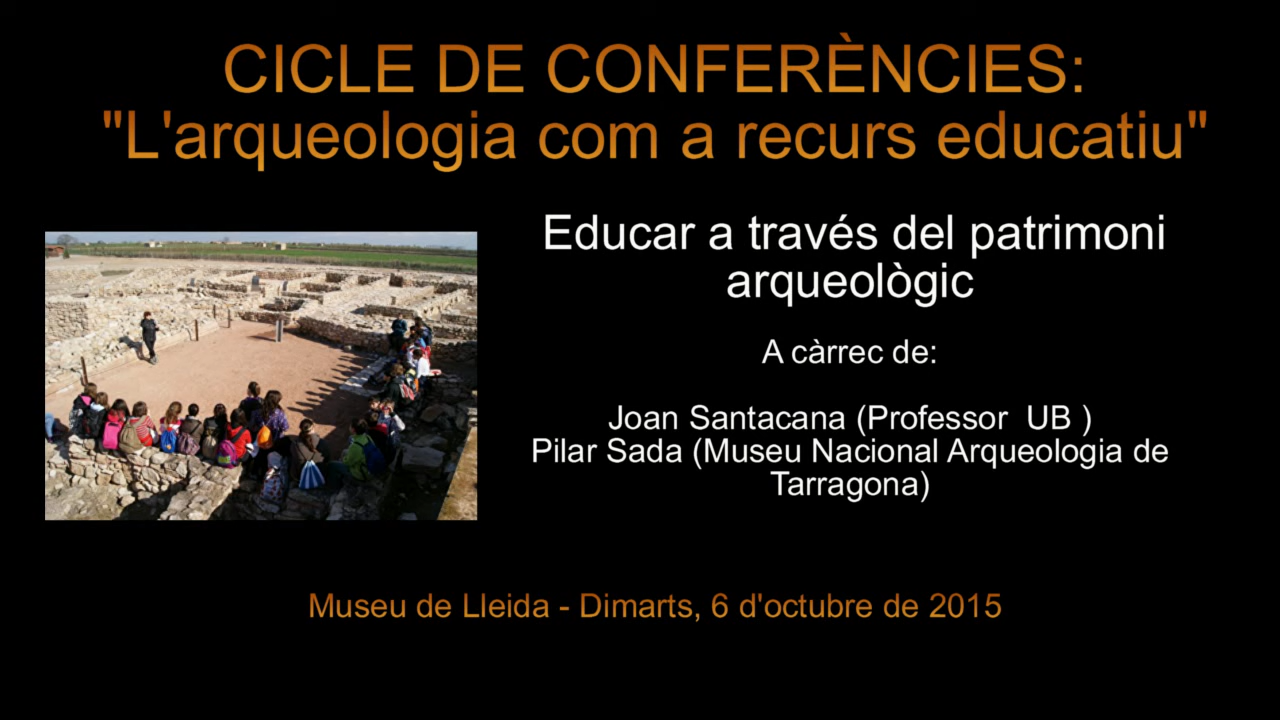 CICLE DE CONFERÈNCIES:
"L'arqueologia com a recurs educatiu"
Educar a través del patrimoni
arqueològic
A càrrec de:
Joan Santacana (Professor  UB )
Pilar Sada (Museu Nacional Arqueologia de
Tarragona)
Museu de Lleida - Dimarts, 6 d'octubre de 2015